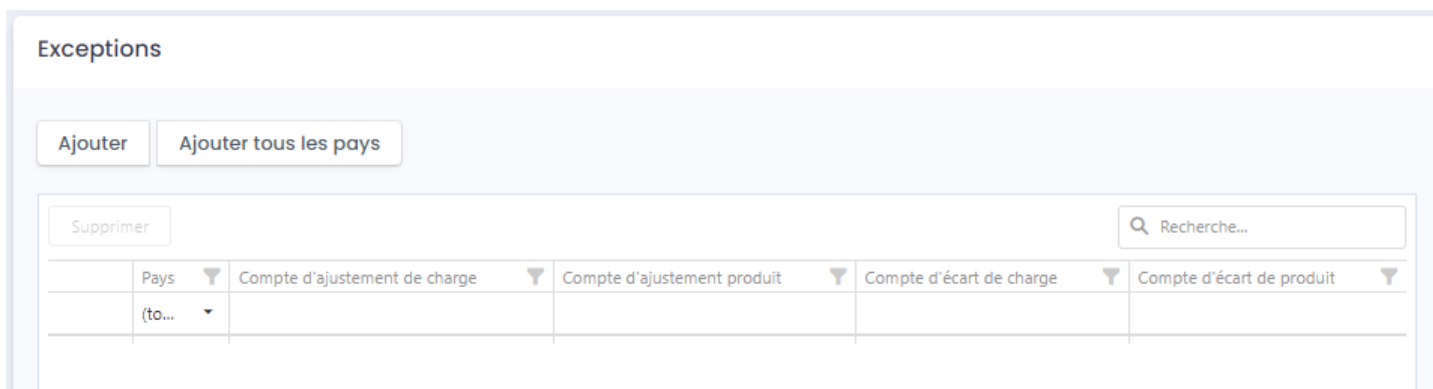 Exceptions
Ajouter Ajouter tous les pays
Supprimer Recherche...
Pays Compte d'ajustement de charge Compte d'ajustement produit Compte d'écart de charge Compte d'écart de produit
(to...